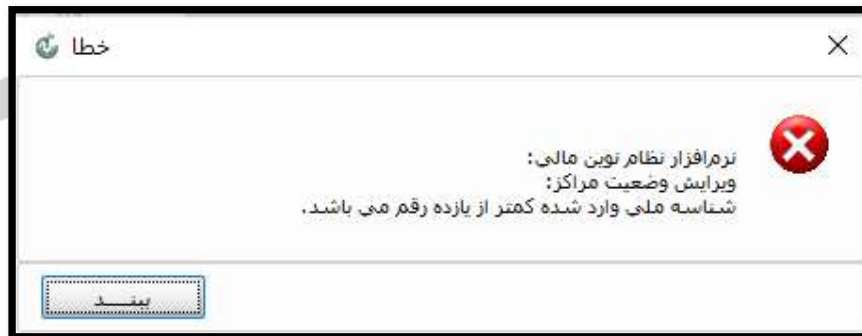 خطا
نرم‌افزار نظام نوین مالی:
ویرایش وضعیت مراکز:
شناسه ملی وارد شده کمتر از یازده رقم می باشد.
ببنــــد